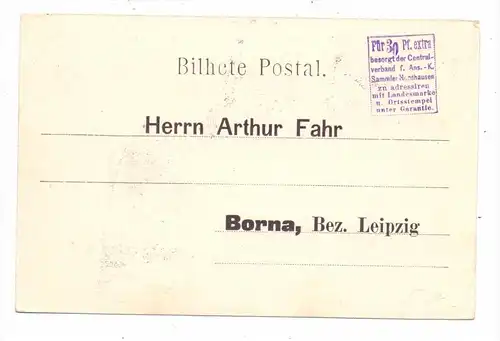 Bilhete Postal.
Für 30 Pf. extra
besorgt der Central-
verband f. Ans.-K.
Sammler Nordhausen
zu adressiren
mit Landesmarke
u. Ortsstempel
unter Garantie.
Herrn Arthur Fahr
Borna, Bez. Leipzig